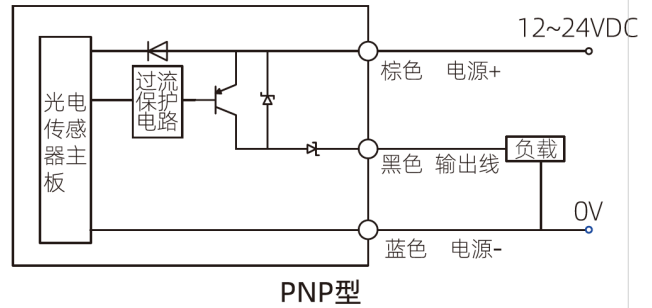 12~24VDC
棕色 电源+
过流
保护
电路
光电
传感
器主
板
黑色 输出线
负载
0V
蓝色 电源-
PNP型